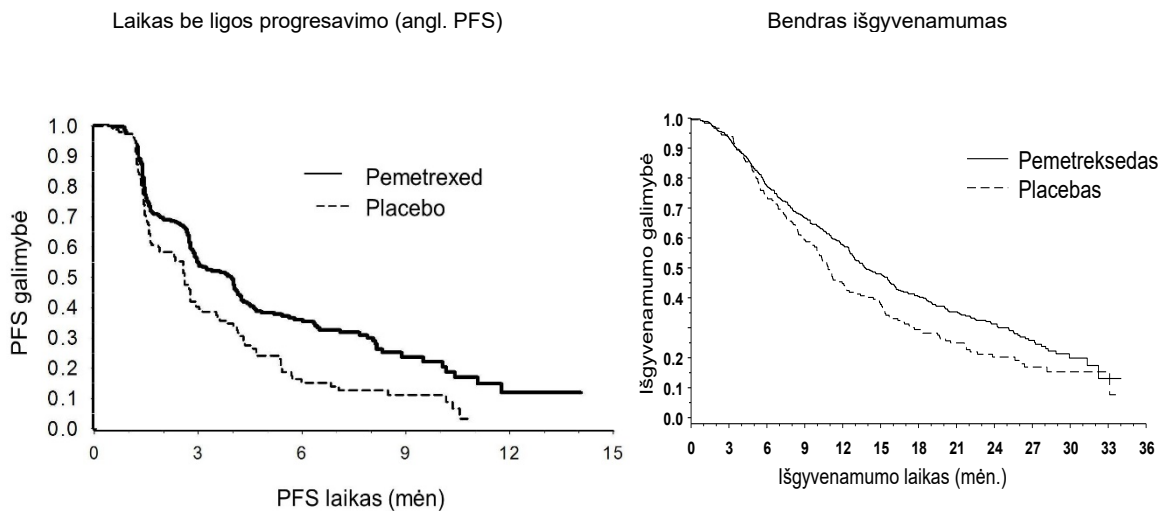 Laikas be ligos progresavimo (angl. PFS)
1.0
0.9
0.8
0.7
0.6
0.5
0.4
0.3
0.2
0.1
0.0
PFS galimybė
Pemetrexed
Placebo
0 3 6 9 12 15
PFS laikas (mėn)
Bendras išgyvenamumas
1.0
0.9
0.8
0.7
0.6
0.5
0.4
0.2
0.1
0.0
Išgyvenamumo galimybė
Pemetreksedas
Placebas
0 3 6 9 12 15 18 21 24 27 30 33 36
Išgyvenamumo laikas (mėn.)